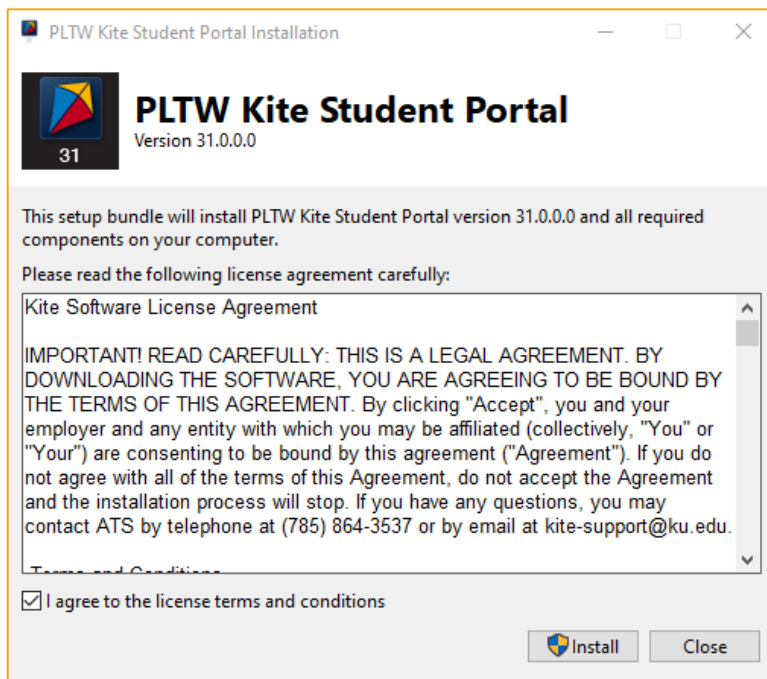 PLTW Kite Student Portal Installation
PLTW Kite Student Portal
Version 31.0.0.0
31
This setup bundle will install PLTW Kite Student Portal version 31.0.0.0 and all required
components on your computer.
Please read the following license agreement carefully:
Kite Software License Agreement
IMPORTANT! READ CAREFULLY: THIS IS A LEGAL AGREEMENT. BY
DOWNLOADING THE SOFTWARE, YOU ARE AGREEING TO BE BOUND BY
THE TERMS OF THIS AGREEMENT. By clicking "Accept", you and your
employer and any entity with which you may be affiliated (collectively, "You" or
"Your") are consenting to be bound by this agreement ("Agreement"). If you do
not agree with all of the terms of this Agreement, do not accept the Agreement
and the installation process will stop. If you have any questions, you may
contact ATS by telephone at (785) 864-3537 or by email at kite-support@ku.edu.
Terms and Conditions
I agree to the license terms and conditions
Install
Close